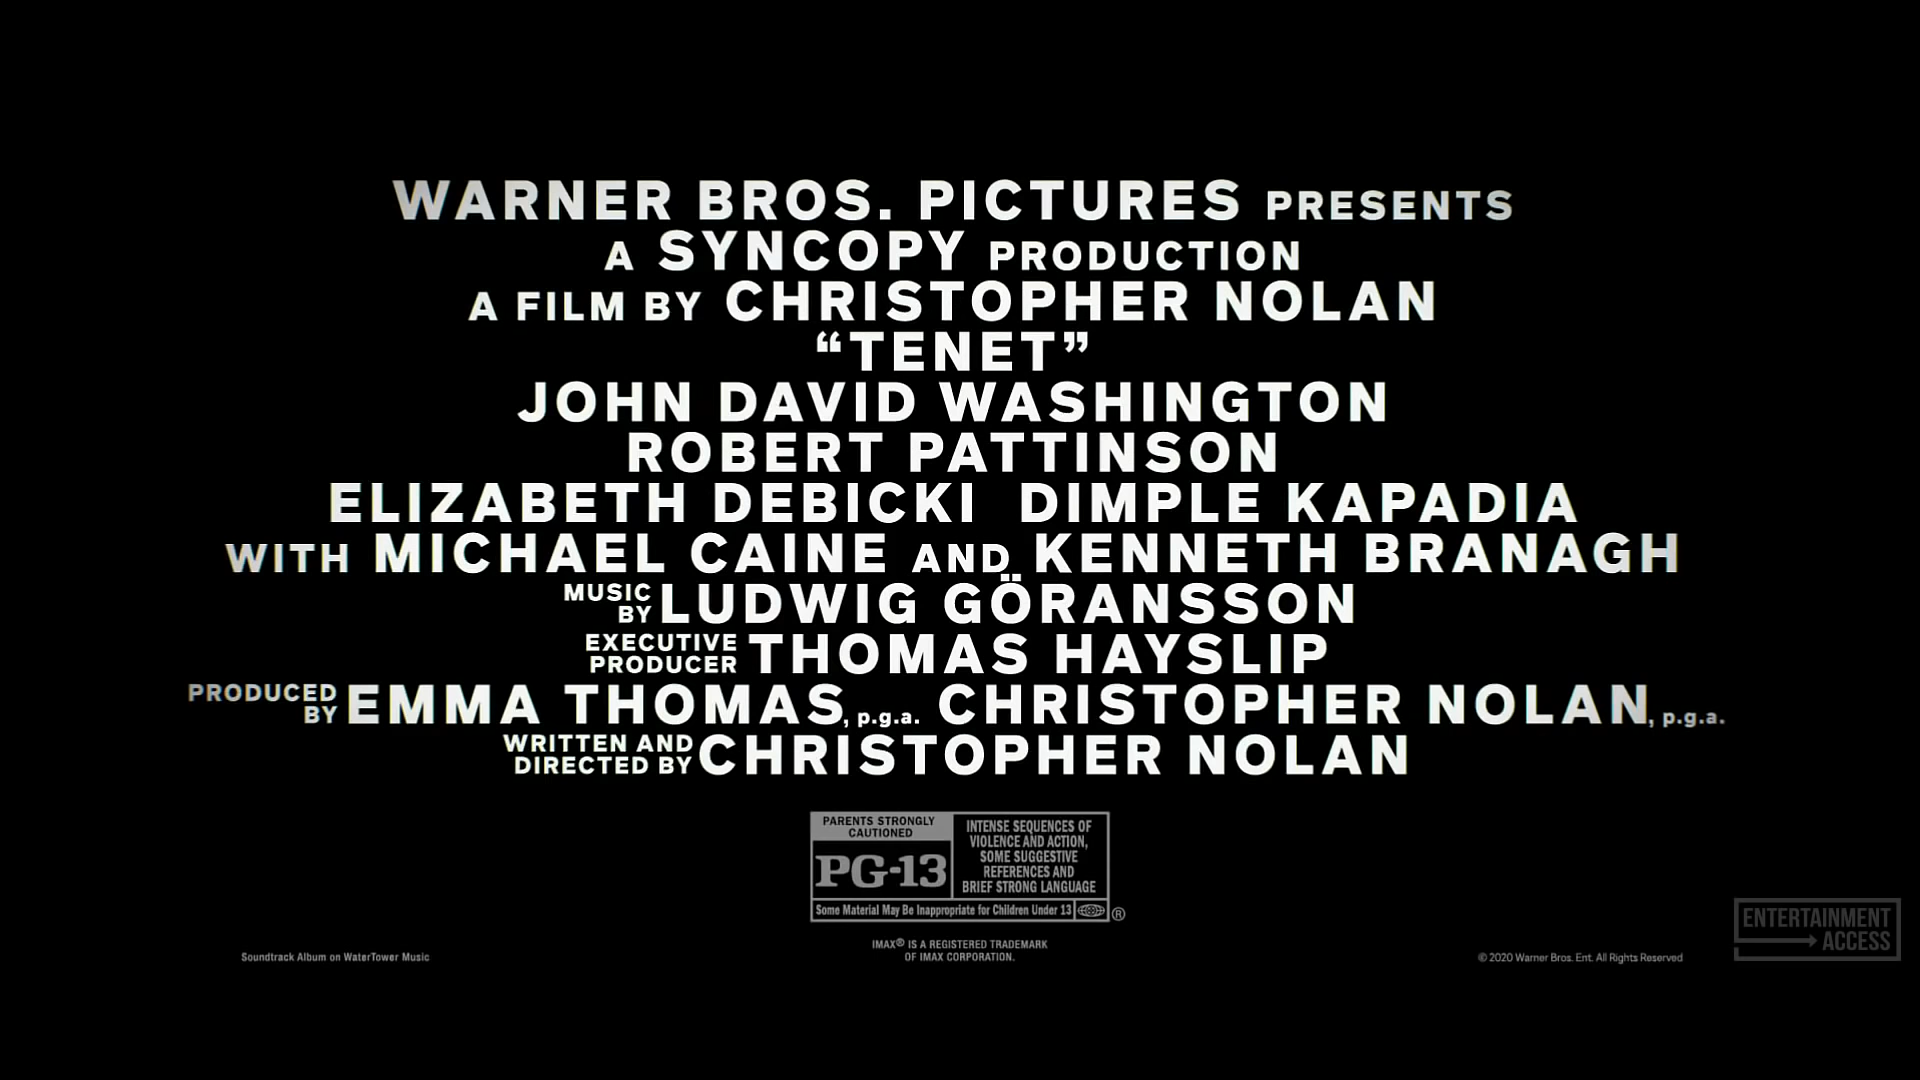 WARNER BROS. PICTURES PRESENTS
A SYNCOPY PRODUCTION
A FILM BY CHRISTOPHER NOLAN
“TENET”
JOHN DAVID WASHINGTON
ROBERT PATTINSON
ELIZABETH DEBICKI DIMPLE KAPADIA
WITH MICHAEL CAINE AND KENNETH BRANAGH
MUSIC BY LUDWIG GÖRANSSON
EXECUTIVE PRODUCER THOMAS HAYSLIP
PRODUCED BY EMMA THOMAS, p.g.a. CHRISTOPHER NOLAN, p.g.a.
WRITTEN AND DIRECTED BY CHRISTOPHER NOLAN
PARENTS STRONGLY
CAUTIONED
PG-13
INTENSE SEQUENCES OF
VIOLENCE AND ACTION,
SOME SUGGESTIVE
REFERENCES AND
BRIEF STRONG LANGUAGE
Some Material May Be Inappropriate for Children Under 13
®
ENTERTAINMENT
ACCESS
Soundtrack Album on WaterTower Music
IMAX® IS A REGISTERED TRADEMARK
OF IMAX CORPORATION.
© 2020 Warner Bros. Ent. All Rights Reserved